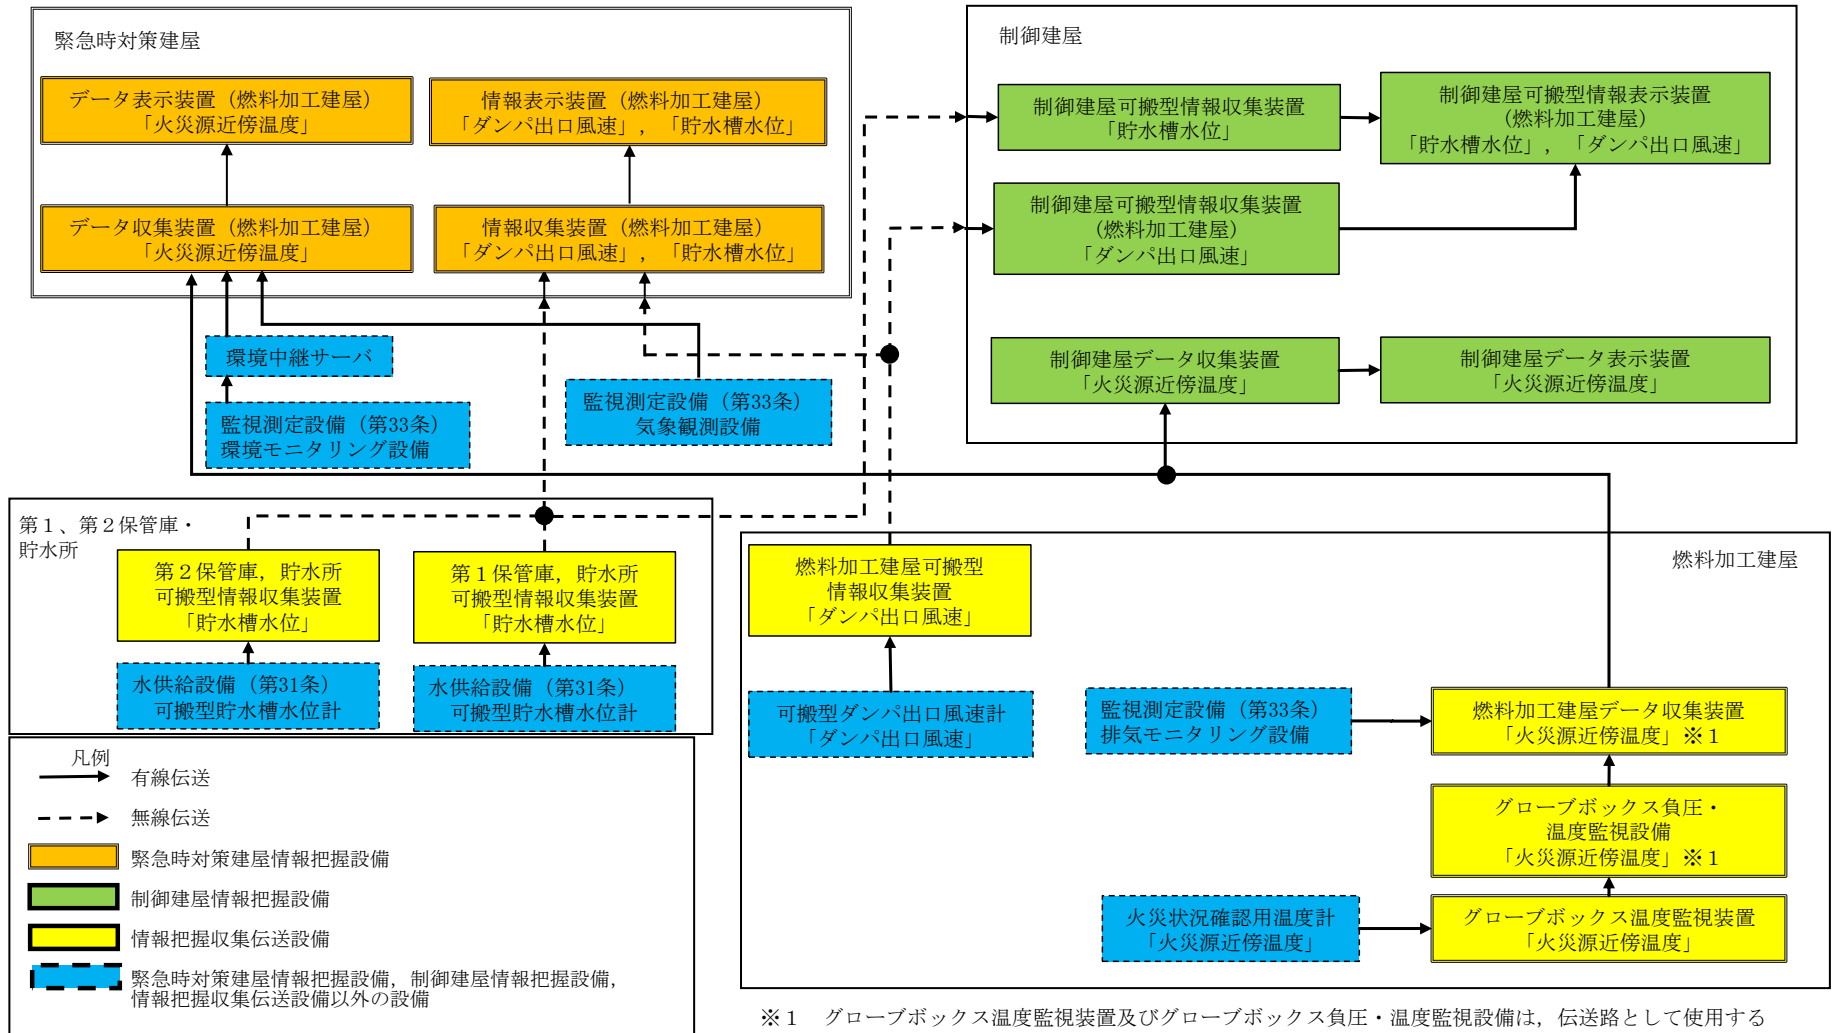 緊急時対策建屋
データ表示装置（燃料加工建屋）
「火災源近傍温度」
情報表示装置（燃料加工建屋）
「ダンパ出口風速」，「貯水槽水位」
データ収集装置（燃料加工建屋）
「火災源近傍温度」
情報収集装置（燃料加工建屋）
「ダンパ出口風速」，「貯水槽水位」
環境中継サーバ
監視測定設備（第33条）
環境モニタリング設備
監視測定設備（第33条）
気象観測設備
制御建屋
制御建屋可搬型情報収集装置
「貯水槽水位」
制御建屋可搬型情報表示装置
（燃料加工建屋）
「貯水槽水位」，「ダンパ出口風速」
制御建屋可搬型情報収集装置
（燃料加工建屋）
「ダンパ出口風速」
制御建屋データ収集装置
「火災源近傍温度」
制御建屋データ表示装置
「火災源近傍温度」
第１、第２保管庫・
貯水所
第２保管庫，貯水所
可搬型情報収集装置
「貯水槽水位」
第１保管庫，貯水所
可搬型情報収集装置
「貯水槽水位」
水供給設備（第31条）
可搬型貯水槽水位計
水供給設備（第31条）
可搬型貯水槽水位計
燃料加工建屋
燃料加工建屋可搬型
情報収集装置
「ダンパ出口風速」
可搬型ダンパ出口風速計
「ダンパ出口風速」
監視測定設備（第33条）
排気モニタリング設備
燃料加工建屋データ収集装置
「火災源近傍温度」※１
グローブボックス負圧・
温度監視設備
「火災源近傍温度」※１
火災状況確認用温度計
「火災源近傍温度」
グローブボックス温度監視装置
「火災源近傍温度」
凡例
有線伝送
無線伝送
緊急時対策建屋情報把握設備
制御建屋情報把握設備
情報把握収集伝送設備
緊急時対策建屋情報把握設備，制御建屋情報把握設備，
情報把握収集伝送設備以外の設備
※１　グローブボックス温度監視装置及びグローブボックス負圧・温度監視設備は，伝送路として使用する